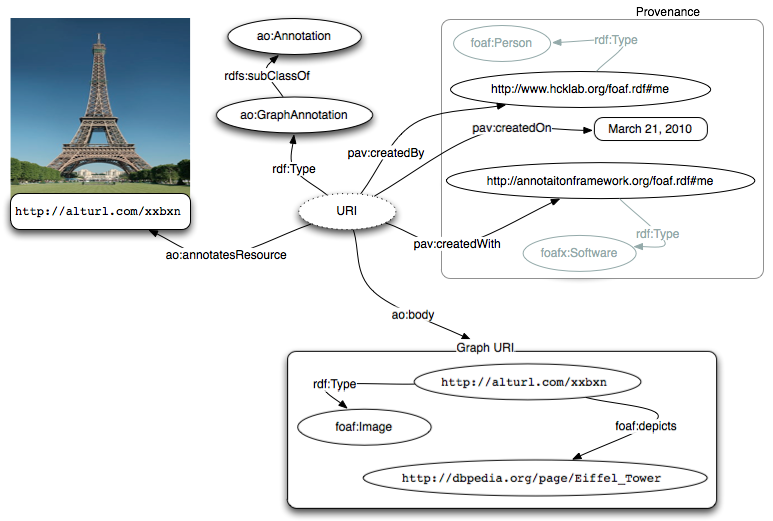 Provenance
ao:Annotation
foaf:Person
rdf:Type
rdfs:subClassOf
http://www.hcklab.org/foaf.rdf#me
ao:GraphAnnotation
pav:createdOn
March 21, 2010
pav:createdBy
rdf:Type
http://annotaitonframework.org/foaf.rdf#me
http://alturl.com/xxbxn
URI
rdf:Type
pav:createdWith
ao:annotatesResource
foafx:Software
ao:body
Graph URI
http://alturl.com/xxbxn
rdf:Type
foaf:Image
foaf:depicts
http://dbpedia.org/page/Eiffel_Tower